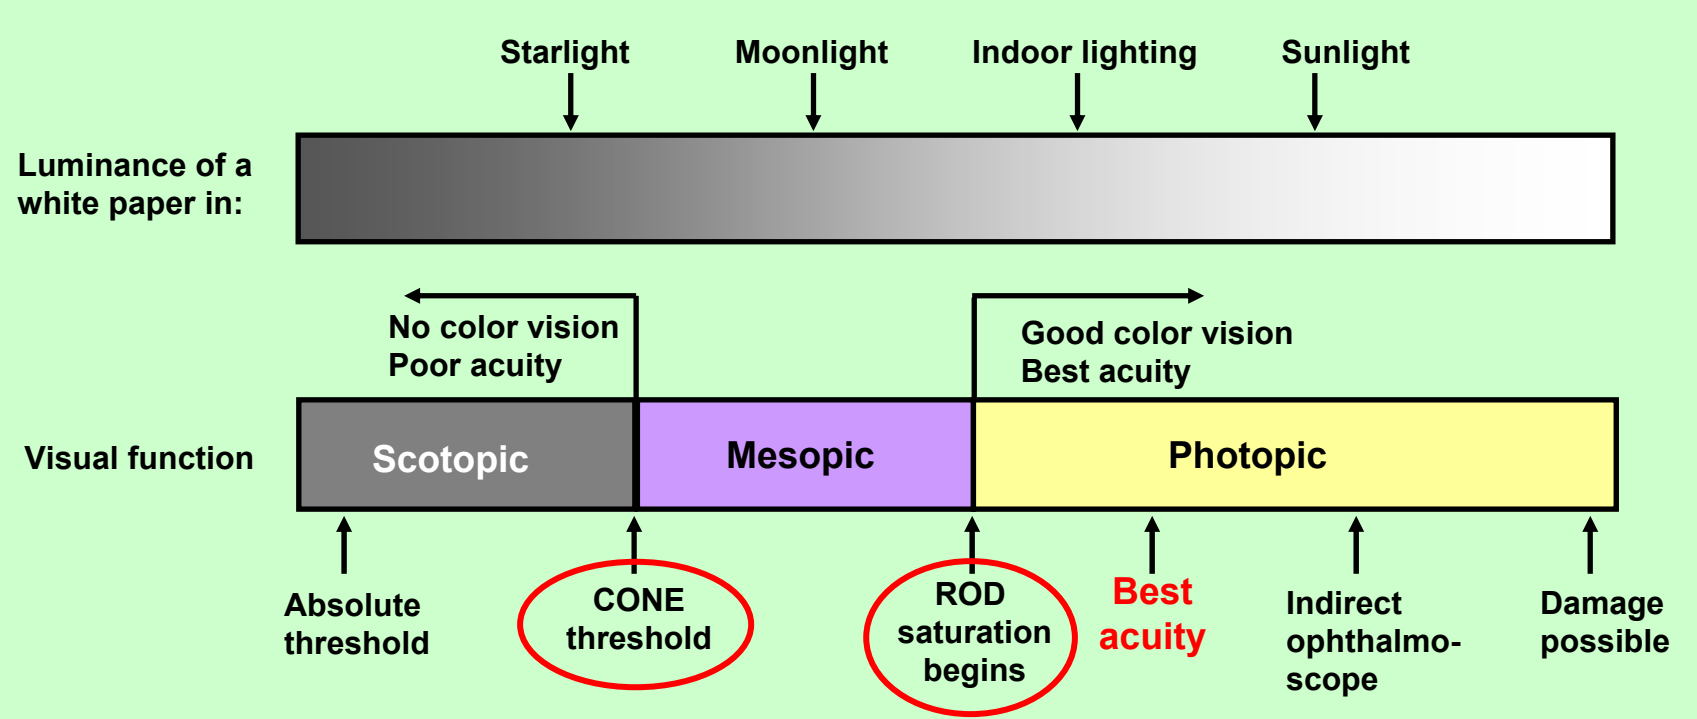 Starlight
Moonlight
Indoor lighting
Sunlight
Luminance of a
white paper in:
No color vision
Poor acuity
Good color vision
Best acuity
Visual function
Scotopic
Mesopic
Photopic
Absolute
threshold
CONE
threshold
ROD
saturation
begins
Best
acuity
Indirect
ophthalmo-
scope
Damage
possible